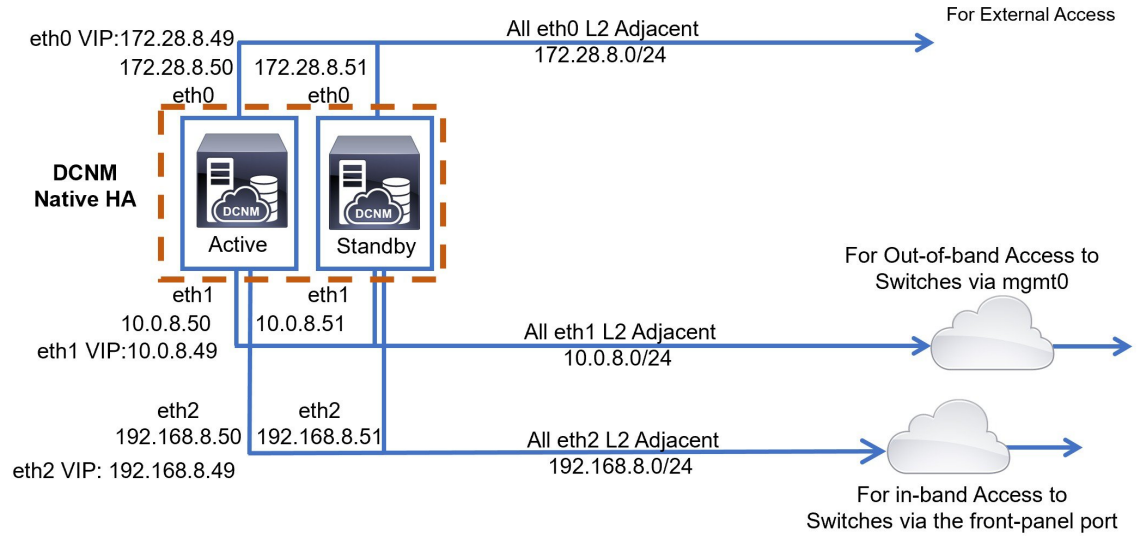 For External Access
eth0 VIP:172.28.8.49
All eth0 L2 Adjacent
172.28.8.0/24
172.28.8.50
172.28.8.51
eth0
eth0
DCNM
Native HA
DCNM
DCNM
Active
Standby
For Out-of-band Access to
Switches via mgmt0
eth1
eth1
10.0.8.50
10.0.8.51
eth1 VIP:10.0.8.49
All eth1 L2 Adjacent
10.0.8.0/24
eth2
eth2
192.168.8.50
192.168.8.51
All eth2 L2 Adjacent
192.168.8.0/24
eth2 VIP: 192.168.8.49
For in-band Access to
Switches via the front-panel port